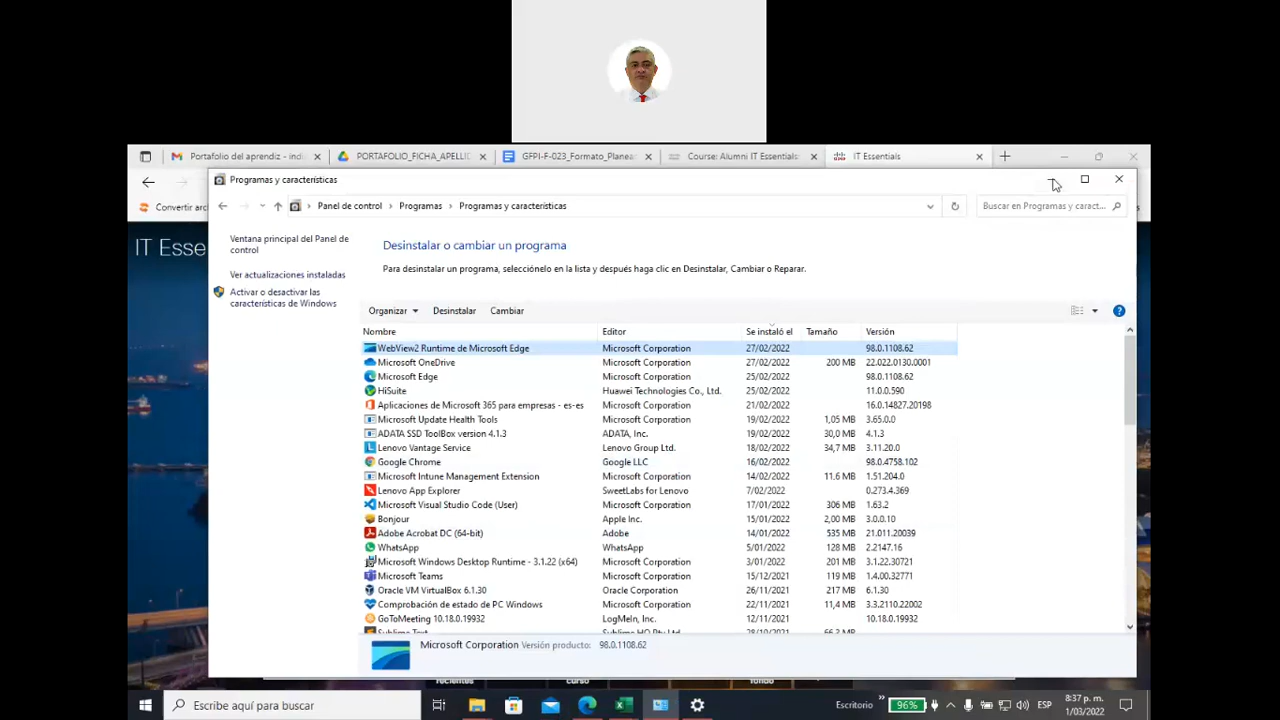 Portafolio del aprendiz - indi
PORTAFOLIO_FICHA_APELLIC
GFPI-F-023_Formato_Planea
Course: Alumni IT Essentials
IT Essentials
Programas y características
Convertir arc
Panel de control > Programas > Programas y características
Buscar en Programas y caract...
IT Esse
Ventana principal del Panel de
control
Ver actualizaciones instaladas
Activar o desactivar las
características de Windows
Desinstalar o cambiar un programa
Para desinstalar un programa, selecciónelo en la lista y después haga clic en Desinstalar, Cambiar o Reparar.
Organizar Desinstalar Cambiar
Nombre Editor Se instaló el Tamaño Versión
WebView2 Runtime de Microsoft Edge Microsoft Corporation 27/02/2022 98.0.1108.62
Microsoft OneDrive Microsoft Corporation 27/02/2022 200 MB 22.022.0130.0001
Microsoft Edge Microsoft Corporation 25/02/2022 98.0.1108.62
HiSuite Huawei Technologies Co., Ltd. 25/02/2022 11.0.0.590
Aplicaciones de Microsoft 365 para empresas - es-es Microsoft Corporation 21/02/2022 16.0.14827.20198
Microsoft Update Health Tools Microsoft Corporation 19/02/2022 1,05 MB 3.65.0.0
ADATA SSD ToolBox version 4.1.3 ADATA, Inc. 19/02/2022 30,0 MB 4.1.3
Lenovo Vantage Service Lenovo Group Ltd. 18/02/2022 34,7 MB 3.11.20.0
Google Chrome Google LLC 16/02/2022 98.0.4758.102
Microsoft Intune Management Extension Microsoft Corporation 14/02/2022 11.6 MB 1.51.204.0
Lenovo App Explorer SweetLabs for Lenovo 7/02/2022 0.273.4.369
Microsoft Visual Studio Code (User) Microsoft Corporation 17/01/2022 306 MB 1.63.2
Bonjour Apple Inc. 15/01/2022 2,00 MB 3.0.0.10
Adobe Acrobat DC (64-bit) Adobe 14/01/2022 535 MB 21.011.20039
WhatsApp WhatsApp 5/01/2022 128 MB 2.2147.16
Microsoft Windows Desktop Runtime - 3.1.22 (x64) Microsoft Corporation 3/01/2022 201 MB 3.1.22.30721
Microsoft Teams Microsoft Corporation 15/12/2021 119 MB 1.4.00.32771
Oracle VM VirtualBox 6.1.30 Oracle Corporation 26/11/2021 217 MB 6.1.30
Comprobación de estado de PC Windows Microsoft Corporation 22/11/2021 11,4 MB 3.3.2110.22002
GoToMeeting 10.18.0.19932 LogMeIn, Inc. 12/11/2021 10.18.0.19932
Sublime Text Sublime HQ Pty Ltd 28/10/2021 66,3 MB
Microsoft Corporation Versión producto: 98.0.1108.62
recientes curso fondo
Escribe aquí para buscar
Escritorio
96%
ESP
8:37 p. m.
1/03/2022